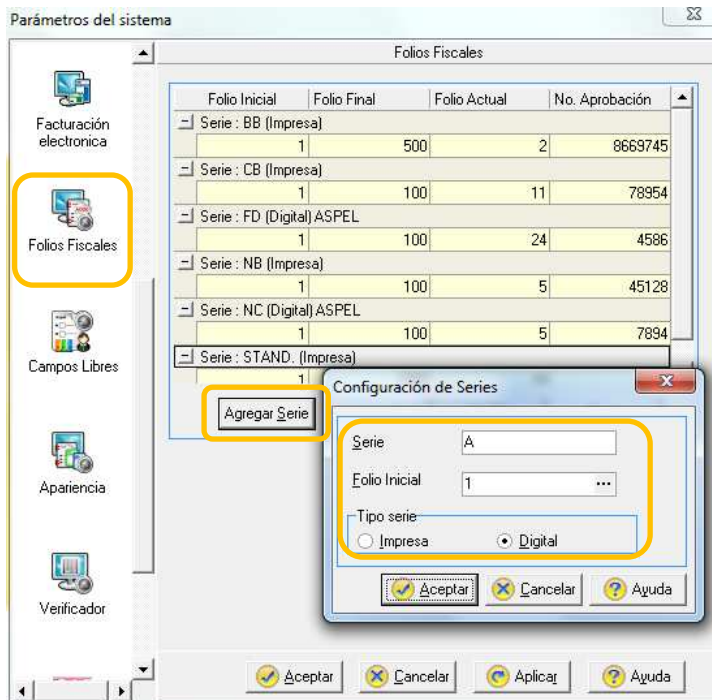 Parámetros del sistema
Facturación
electronica
Folios Fiscales
Campos Libres
Apariencia
Verificador
Folios Fiscales
Folio Inicial Folio Final Folio Actual No. Aprobación
Serie : BB (Impresa)
1 500 2 8669745
Serie : CB (Impresa)
1 100 11 78954
Serie : FD (Digital) ASPEL
1 100 24 4586
Serie : NB (Impresa)
1 100 5 45128
Serie : NC (Digital) ASPEL
1 100 5 7894
Serie : STAND. (Impresa)
1
Agregar Serie
Configuración de Series
Serie A
Folio Inicial 1 ...
Tipo serie
Impresa Digital
Aceptar Cancelar Ayuda
Aceptar Cancelar Aplicar Ayuda